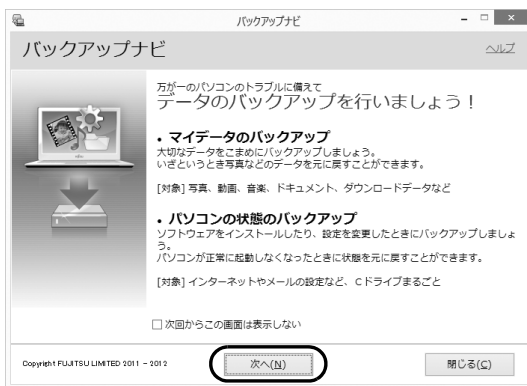 バックアップナビ
バックアップナビ
ヘルプ
万が一のパソコンのトラブルに備えて
データのバックアップを行いましょう！
・マイデータのバックアップ
大切なデータをこまめにバックアップしましょう。
いざというとき写真などのデータを元に戻すことができます。
[対象] 写真、動画、音楽、ドキュメント、ダウンロードデータなど
・パソコンの状態のバックアップ
ソフトウェアをインストールしたり、設定を変更したときにバックアップしましょ
う。
パソコンが正常に起動しなくなったときに状態を元に戻すことができます。
[対象] インターネットやメールの設定など、Cドライブまるごと
次回からこの画面は表示しない
Copyright FUJITSU LIMITED 2011 - 2012
次へ(N)
閉じる(C)